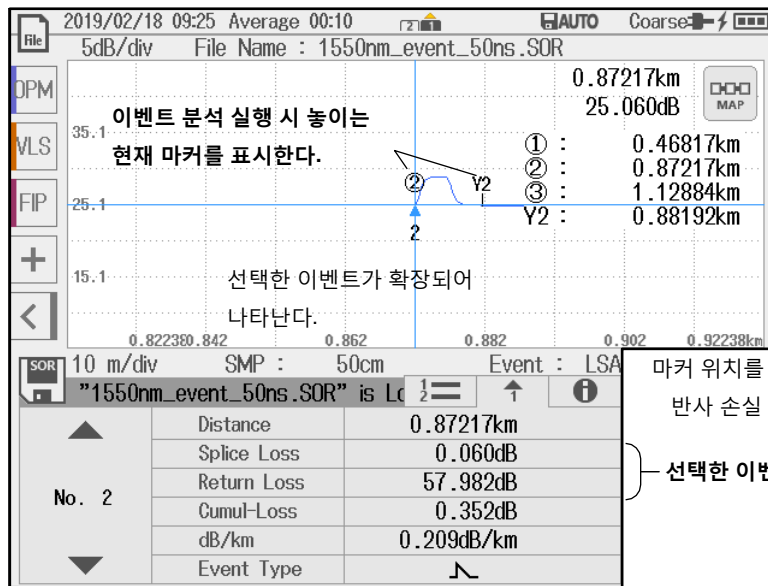 File
2019/02/18 09:25 Average 00:10
2 1
AUTO
Coarse
5dB/div File Name : 1550nm_event_50ns.SOR
OPM
VLS
FIP
+
<
0.87217km
25.060dB
MAP
이벤트 분석 실행 시 놓이는
현재 마커를 표시한다.
① : 0.46817km
② : 0.87217km
③ : 1.12884km
Y2 : 0.88192km
35.1
25.1
15.1
②
Y2
2
선택한 이벤트가 확장되어
나타난다.
0.82238 0.842 0.862 0.882 0.902 0.92238km
SOR
10 m/div SMP : 50cm Event : LSA
"1550nm_event_50ns.SOR" is Lo
1
2
1
마커 위치를
반사 손실
선택한 이벤
No. 2
Distance 0.87217km
Splice Loss 0.060dB
Return Loss 57.982dB
Cumul-Loss 0.352dB
dB/km 0.209dB/km
Event Type